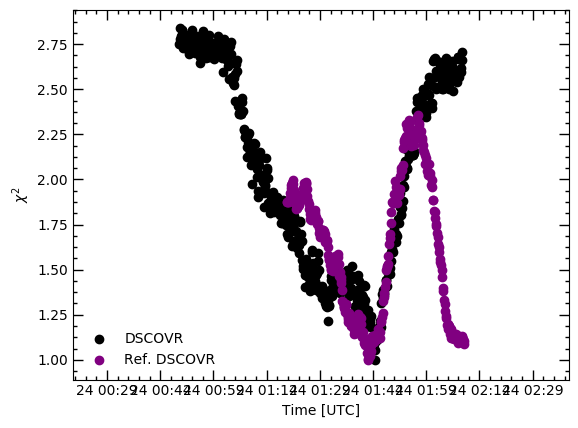 2.75
2.50
2.25
2.00
1.75
1.50
1.25
1.00
χ²
DSCOVR
Ref. DSCOVR
24 00:29 24 00:44 24 00:59 24 01:14 24 01:29 24 01:44 24 01:59 24 02:14 24 02:29
Time [UTC]